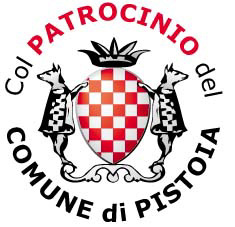 Col PATROCINIO del
COMUNE di PISTOIA